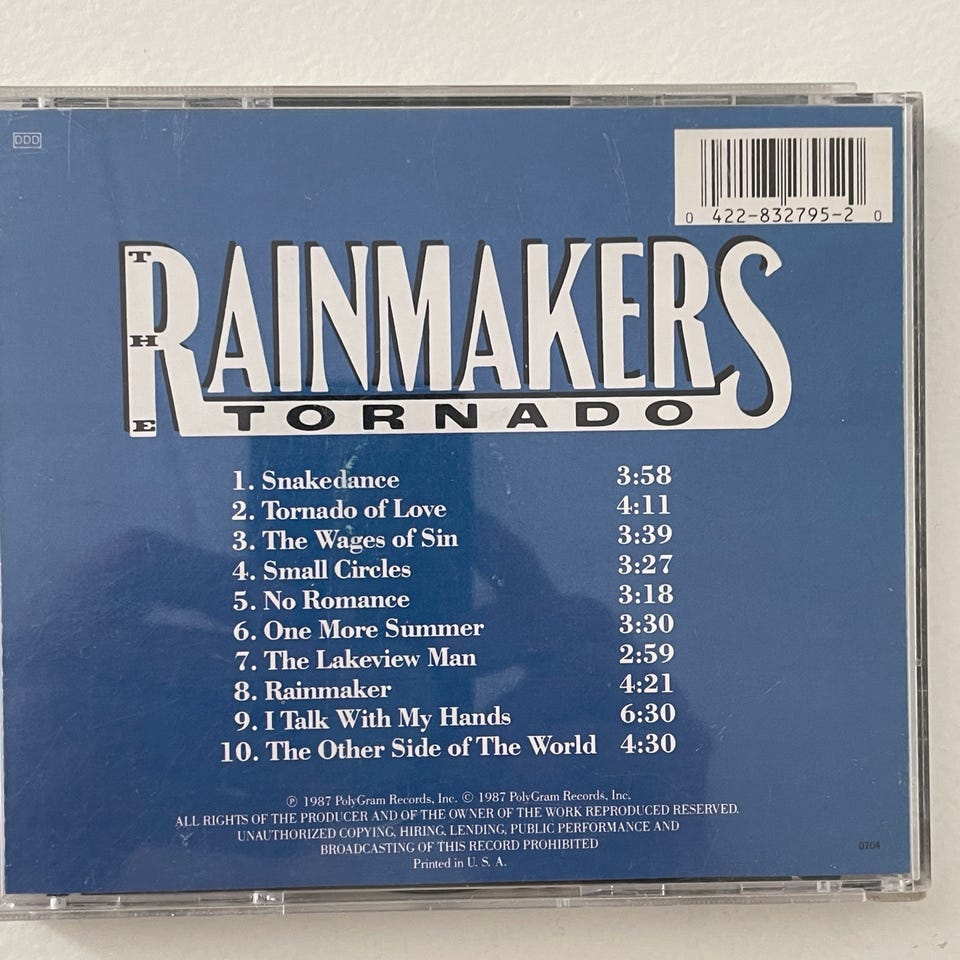 DDD
0 422-832795-2 0
THE
RAINMAKERS
TORNADO
1. Snakedance 3:58
2. Tornado of Love 4:11
3. The Wages of Sin 3:39
4. Small Circles 3:27
5. No Romance 3:18
6. One More Summer 3:30
7. The Lakeview Man 2:59
8. Rainmaker 4:21
9. I Talk With My Hands 6:30
10. The Other Side of The World 4:30
℗ 1987 PolyGram Records, Inc. © 1987 PolyGram Records, Inc.
ALL RIGHTS OF THE PRODUCER AND OF THE OWNER OF THE WORK REPRODUCED RESERVED.
UNAUTHORIZED COPYING, HIRING, LENDING, PUBLIC PERFORMANCE AND
BROADCASTING OF THIS RECORD PROHIBITED
Printed in U. S. A.
0704